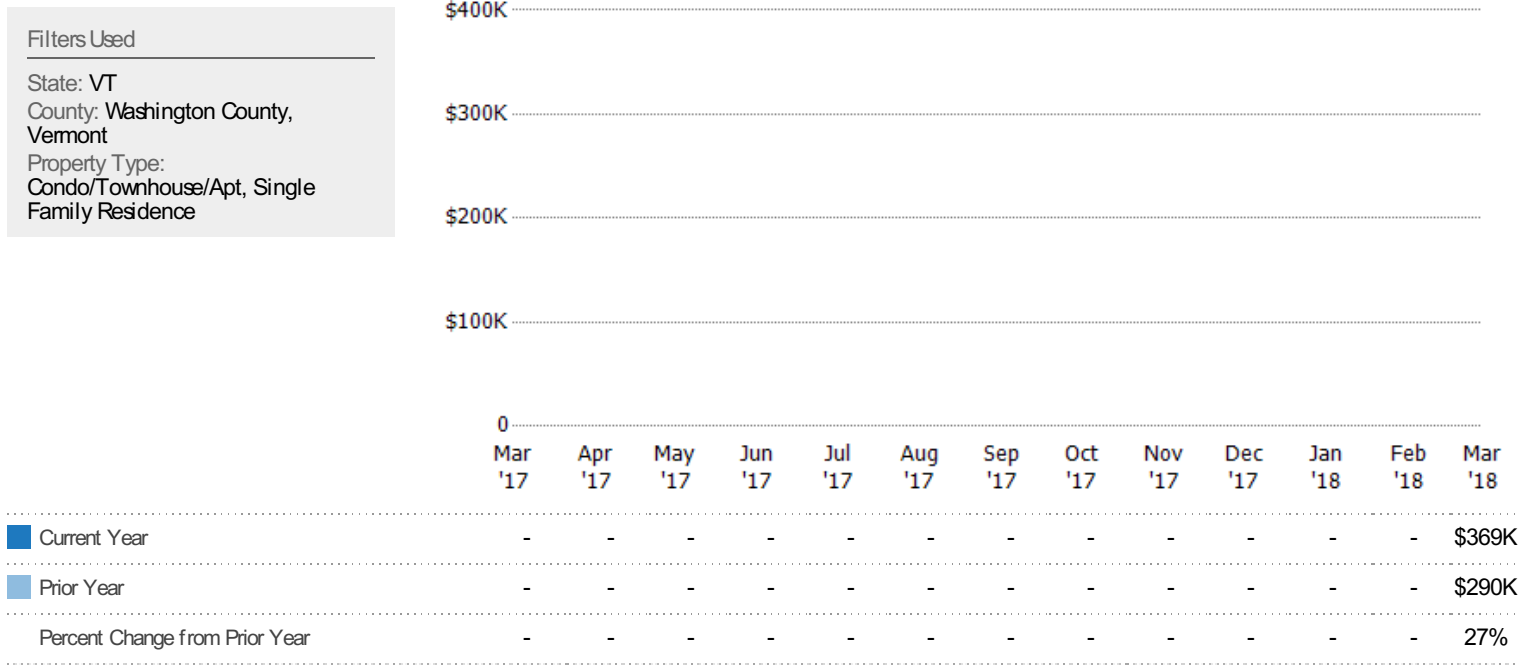 Filters Used
State: VT
County: Washington County,
Vermont
Property Type:
Condo/Townhouse/Apt, Single
Family Residence
$400K
$300K
$200K
$100K
0
Mar Apr May Jun Jul Aug Sep Oct Nov Dec Jan Feb Mar
'17 '17 '17 '17 '17 '17 '17 '17 '17 '17 '18 '18 '18
Current Year - - - - - - - - - - - - $369K
Prior Year - - - - - - - - - - - - $290K
Percent Change from Prior Year - - - - - - - - - - - - 27%